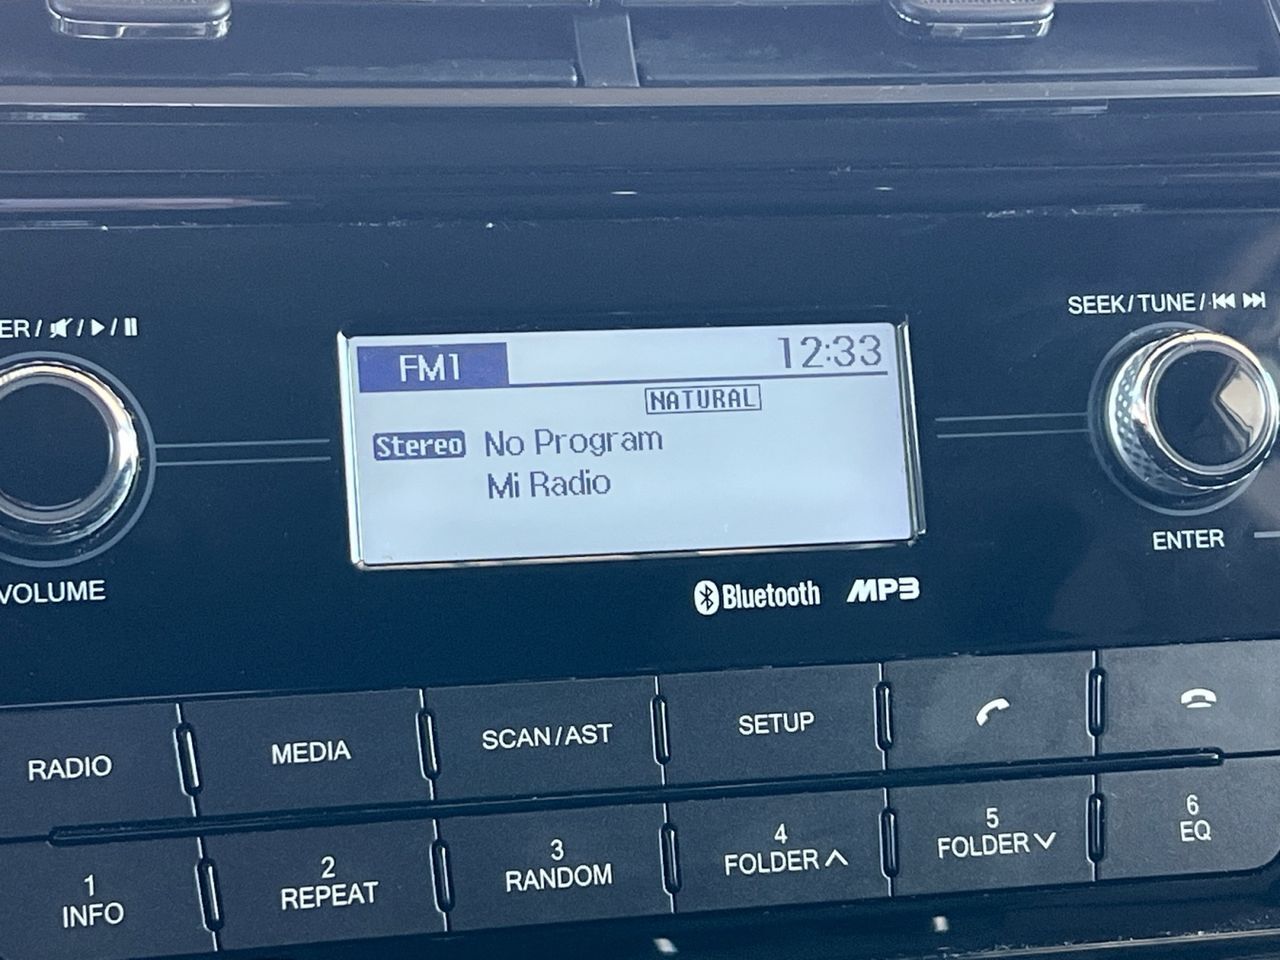 ER /
SEEK/TUNE/
FM1
12:33
NATURAL
Stereo No Program
Mi Radio
VOLUME
ENTER
Bluetooth MP3
RADIO
MEDIA
SCAN/AST
SETUP
1
INFO
2
REPEAT
3
RANDOM
4
FOLDER
5
FOLDER
6
EQ